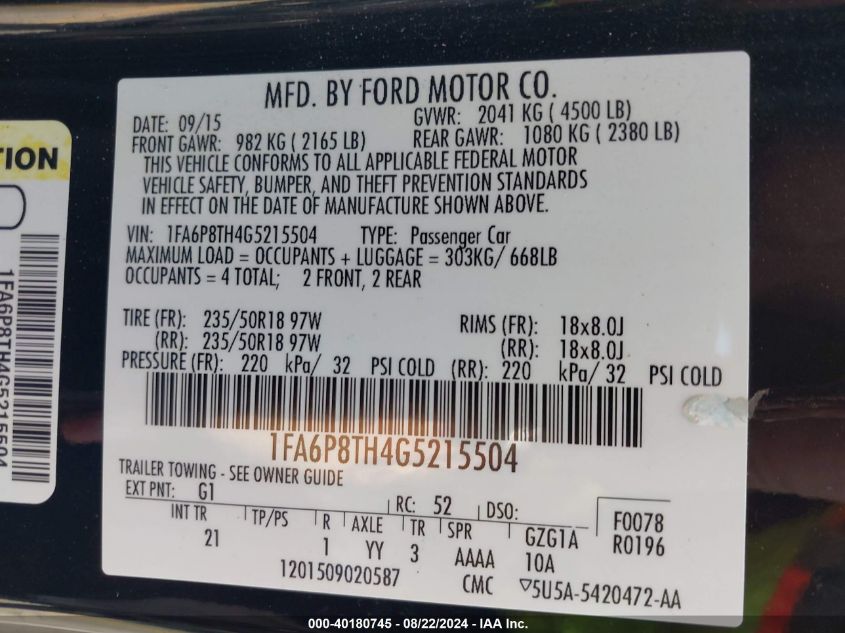 MFD. BY FORD MOTOR CO.
DATE: 09/15 GVWR: 2041 KG ( 4500 LB)
FRONT GAWR: 982 KG ( 2165 LB) REAR GAWR: 1080 KG ( 2380 LB)
THIS VEHICLE CONFORMS TO ALL APPLICABLE FEDERAL MOTOR
VEHICLE SAFETY, BUMPER, AND THEFT PREVENTION STANDARDS
IN EFFECT ON THE DATE OF MANUFACTURE SHOWN ABOVE.
VIN: 1FA6P8TH4G5215504 TYPE: Passenger Car
MAXIMUM LOAD = OCCUPANTS + LUGGAGE = 303KG/ 668LB
OCCUPANTS = 4 TOTAL; 2 FRONT, 2 REAR
TIRE (FR): 235/50R18 97W RIMS (FR): 18x8.0J
(RR): 235/50R18 97W (RR): 18x8.0J
PRESSURE (FR): 220 kPa/ 32 PSI COLD (RR): 220 kPa/ 32 PSI COLD
1FA6P8TH4G5215504
TRAILER TOWING - SEE OWNER GUIDE
EXT PNT: G1 RC: 52 DSO: F0078
INT TR TP/PS R AXLE TR SPR GZG1A R0196
21 1 YY 3 AAAA 10A
1201509020587 CMC ▽5U5A-5420472-AA
TION
1FA6P8TH4G5215504
000-40180745 - 08/22/2024 - IAA Inc.